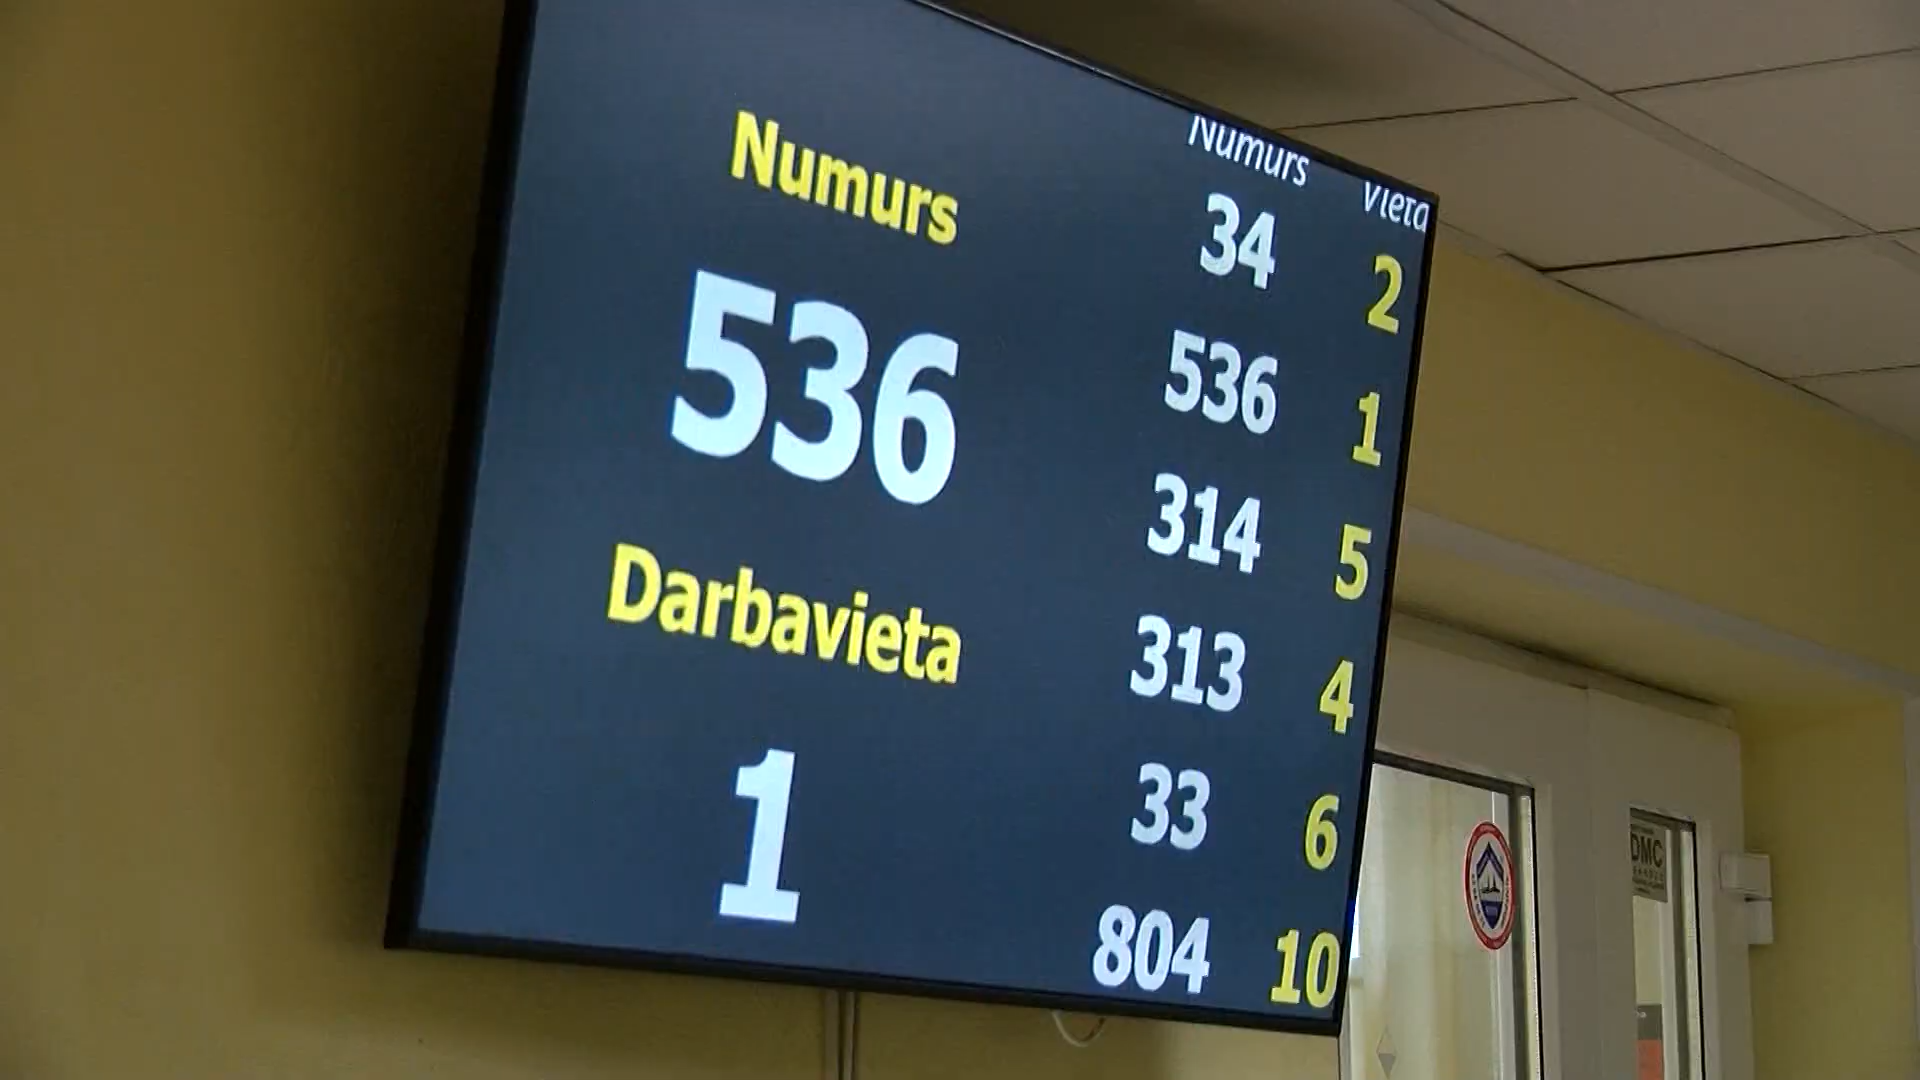 Numurs
536
Darbavieta
1
Numurs Vieta
34 2
536 1
314 5
313 4
33 6
804 10
DMC